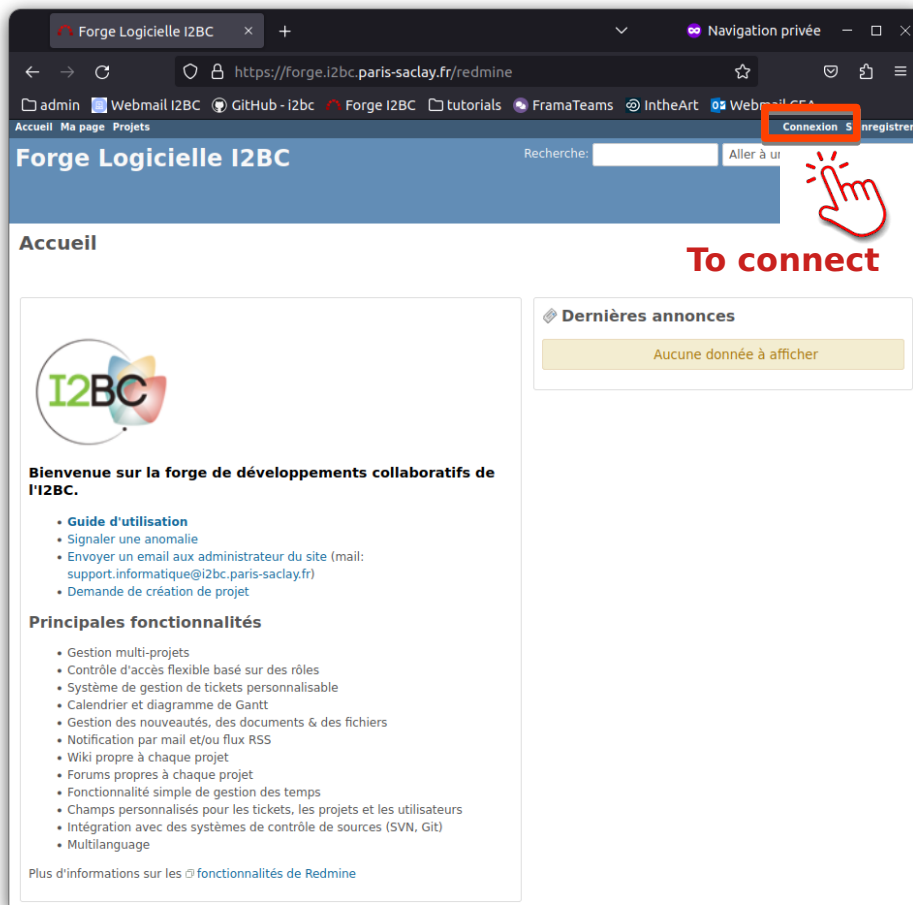 Forge Logicielle I2BC
Navigation privée
https://forge.i2bc.paris-saclay.fr/redmine
admin Webmail I2BC GitHub - i2bc Forge I2BC tutorials FramaTeams IntheArt Webmail CEA
Accueil Ma page Projets Connexion
Forge Logicielle I2BC Recherche: Aller à
To connect
Accueil
Dernières annonces
Aucune donnée à afficher
I2BC
Bienvenue sur la forge de développements collaboratifs de
l'I2BC.
• Guide d'utilisation
• Signaler une anomalie
• Envoyer un email aux administrateur du site (mail:
support.informatique@i2bc.paris-saclay.fr)
• Demande de création de projet
Principales fonctionnalités
• Gestion multi-projets
• Contrôle d'accès flexible basé sur des rôles
• Système de gestion de tickets personnalisable
• Calendrier et diagramme de Gantt
• Gestion des nouveautés, des documents & des fichiers
• Notification par mail et/ou flux RSS
• Wiki propre à chaque projet
• Forums propres à chaque projet
• Fonctionnalité simple de gestion des temps
• Champs personnalisés pour les tickets, les projets et les utilisateurs
• Intégration avec des systèmes de contrôle de sources (SVN, Git)
• Multilanguage
Plus d'informations sur les fonctionnalités de Redmine